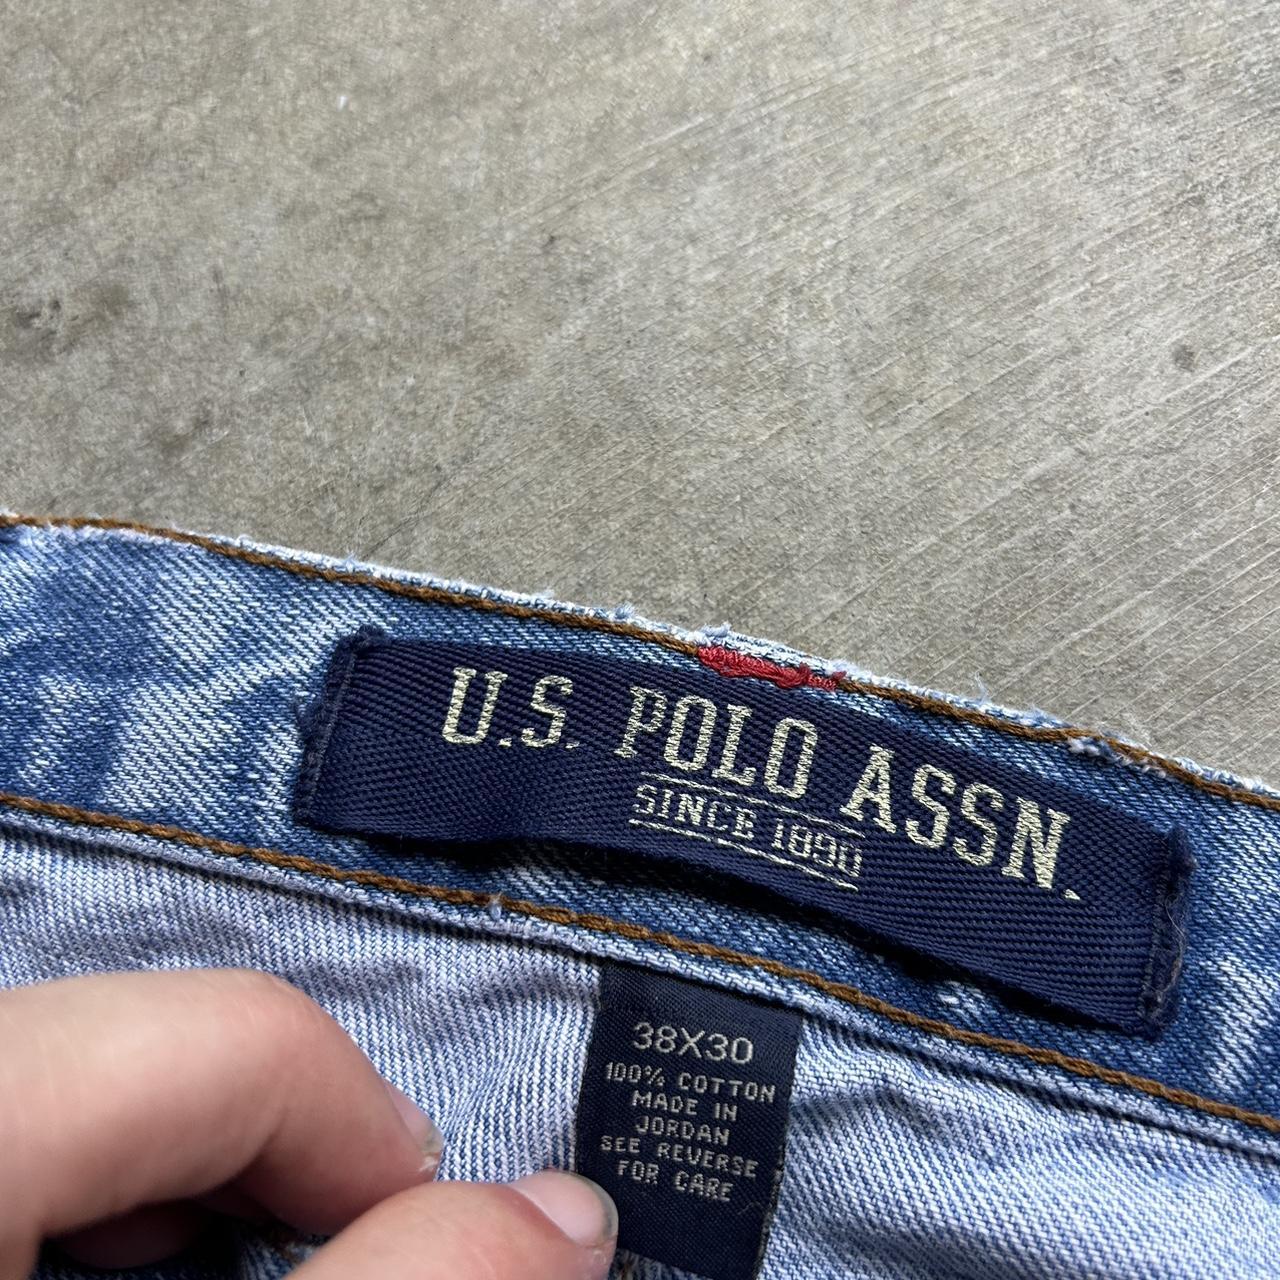 U.S. POLO ASSN.
SINCE 1890
38X30
100% COTTON
MADE IN
JORDAN
SEE REVERSE
FOR CARE